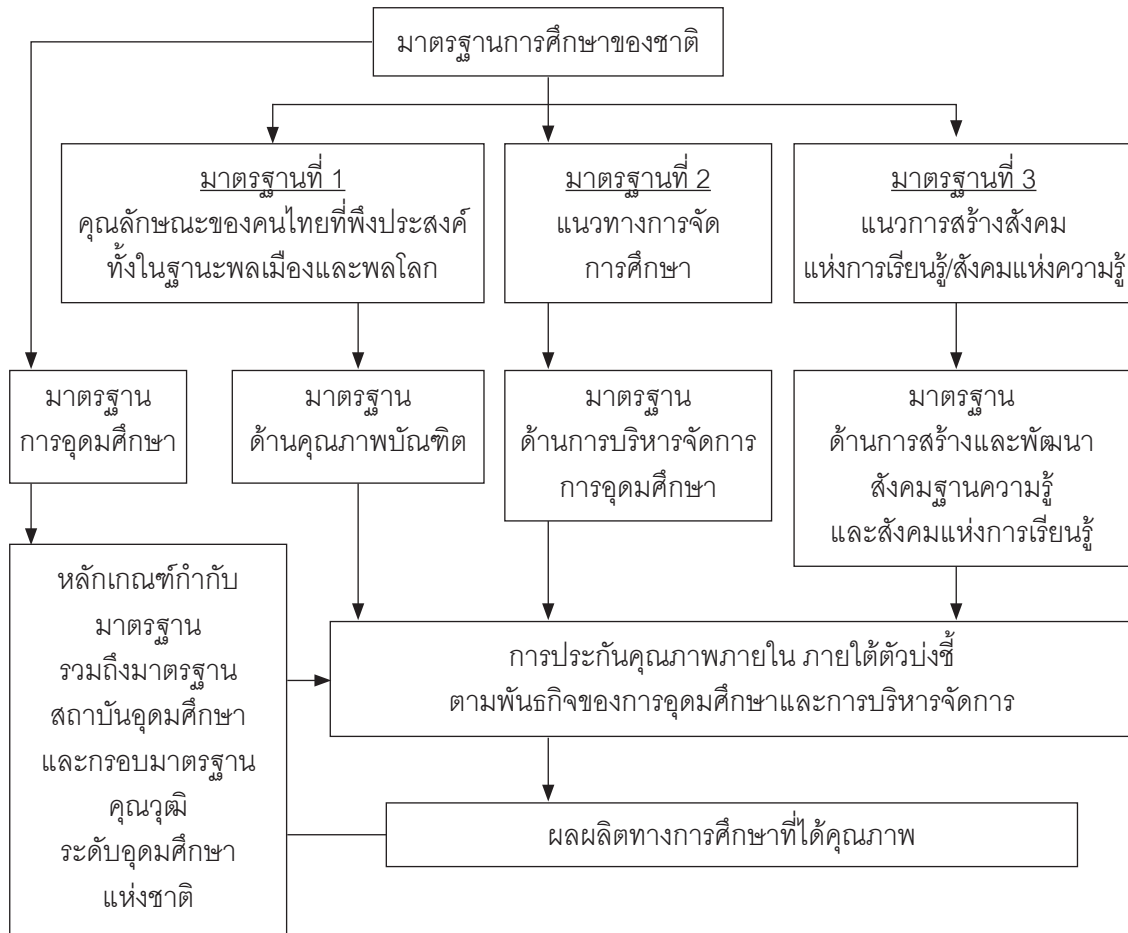 มาตรฐานการศึกษาของชาติ
มาตรฐานที่ 1
คุณลักษณะของคนไทยที่พึงประสงค์
ทั้งในฐานะพลเมืองและพลโลก
มาตรฐานที่ 2
แนวทางการจัด
การศึกษา
มาตรฐานที่ 3
แนวการสร้างสังคม
แห่งการเรียนรู้/สังคมแห่งความรู้
มาตรฐาน
การอุดมศึกษา
มาตรฐาน
ด้านคุณภาพบัณฑิต
มาตรฐาน
ด้านการบริหารจัดการ
การอุดมศึกษา
มาตรฐาน
ด้านการสร้างและพัฒนา
สังคมฐานความรู้
และสังคมแห่งการเรียนรู้
หลักเกณฑ์กำกับ
มาตรฐาน
รวมถึงมาตรฐาน
สถาบันอุดมศึกษา
และกรอบมาตรฐาน
คุณวุฒิ
ระดับอุดมศึกษา
แห่งชาติ
การประกันคุณภาพภายใน ภายใต้ตัวบ่งชี้
ตามพันธกิจของการอุดมศึกษาและการบริหารจัดการ
ผลผลิตทางการศึกษาที่ได้คุณภาพ